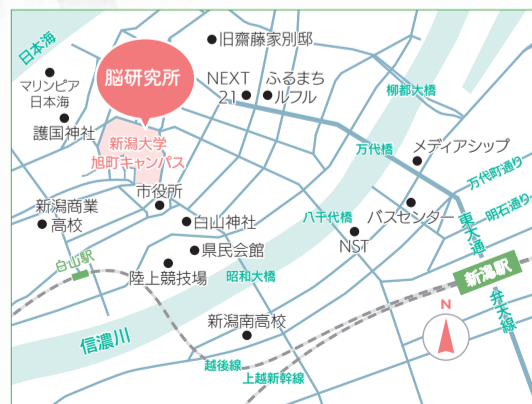 日本海
旧齋藤家別邸
マリンピア
日本海
脳研究所
NEXT
21
ふるまち
ルフル
柳都大橋
護国神社
新潟大学
旭町キャンパス
万代橋
メディアシップ
万代町通り
市役所
新潟商業
高校
白山神社
八千代橋
バスセンター
明石通り
東大通
NST
県民会館
白山駅
陸上競技場
昭和大橋
新潟駅
弁天線
信濃川
新潟南高校
N
越後線
上越新幹線